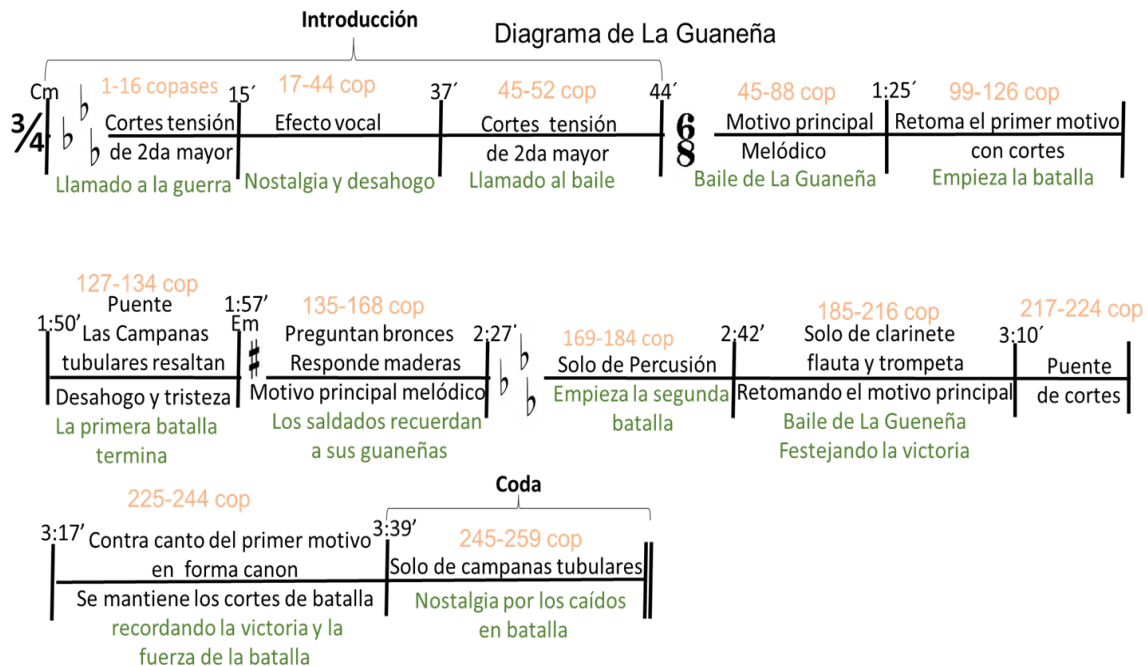 Introducción
Diagrama de La Guaneña
Cm
1-16 copases
15´
17-44 cop
37´
45-52 cop
44'
45-88 cop
1:25'
99-126 cop
3/4
Cortes tensión
de 2da mayor
Llamado a la guerra
Efecto vocal
Nostalgia y desahogo
Cortes tensión
de 2da mayor
Llamado al baile
6
8
Motivo principal
Melódico
Baile de La Guaneña
Retoma el primer motivo
con cortes
Empieza la batalla
127-134 cop
1:50'
Puente
Las Campanas
tubulares resaltan
Desahogo y tristeza
La primera batalla
termina
1:57'
Em
135-168 cop
Preguntan bronces
Responde maderas
Motivo principal melódico
Los saldados recuerdan
a sus guaneñas
2:27'
169-184 cop
Solo de Percusión
Empieza la segunda
batalla
2:42'
185-216 cop
Solo de clarinete
flauta y trompeta
Retomando el motivo principal
Baile de La Gueneña
Festejando la victoria
3:10´
217-224 cop
Puente
de cortes
225-244 cop
3:17'
Contra canto del primer motivo
en forma canon
Se mantiene los cortes de batalla
recordando la victoria y la
fuerza de la batalla
Coda
3:39'
245-259 cop
Solo de campanas tubulares
Nostalgia por los caídos
en batalla